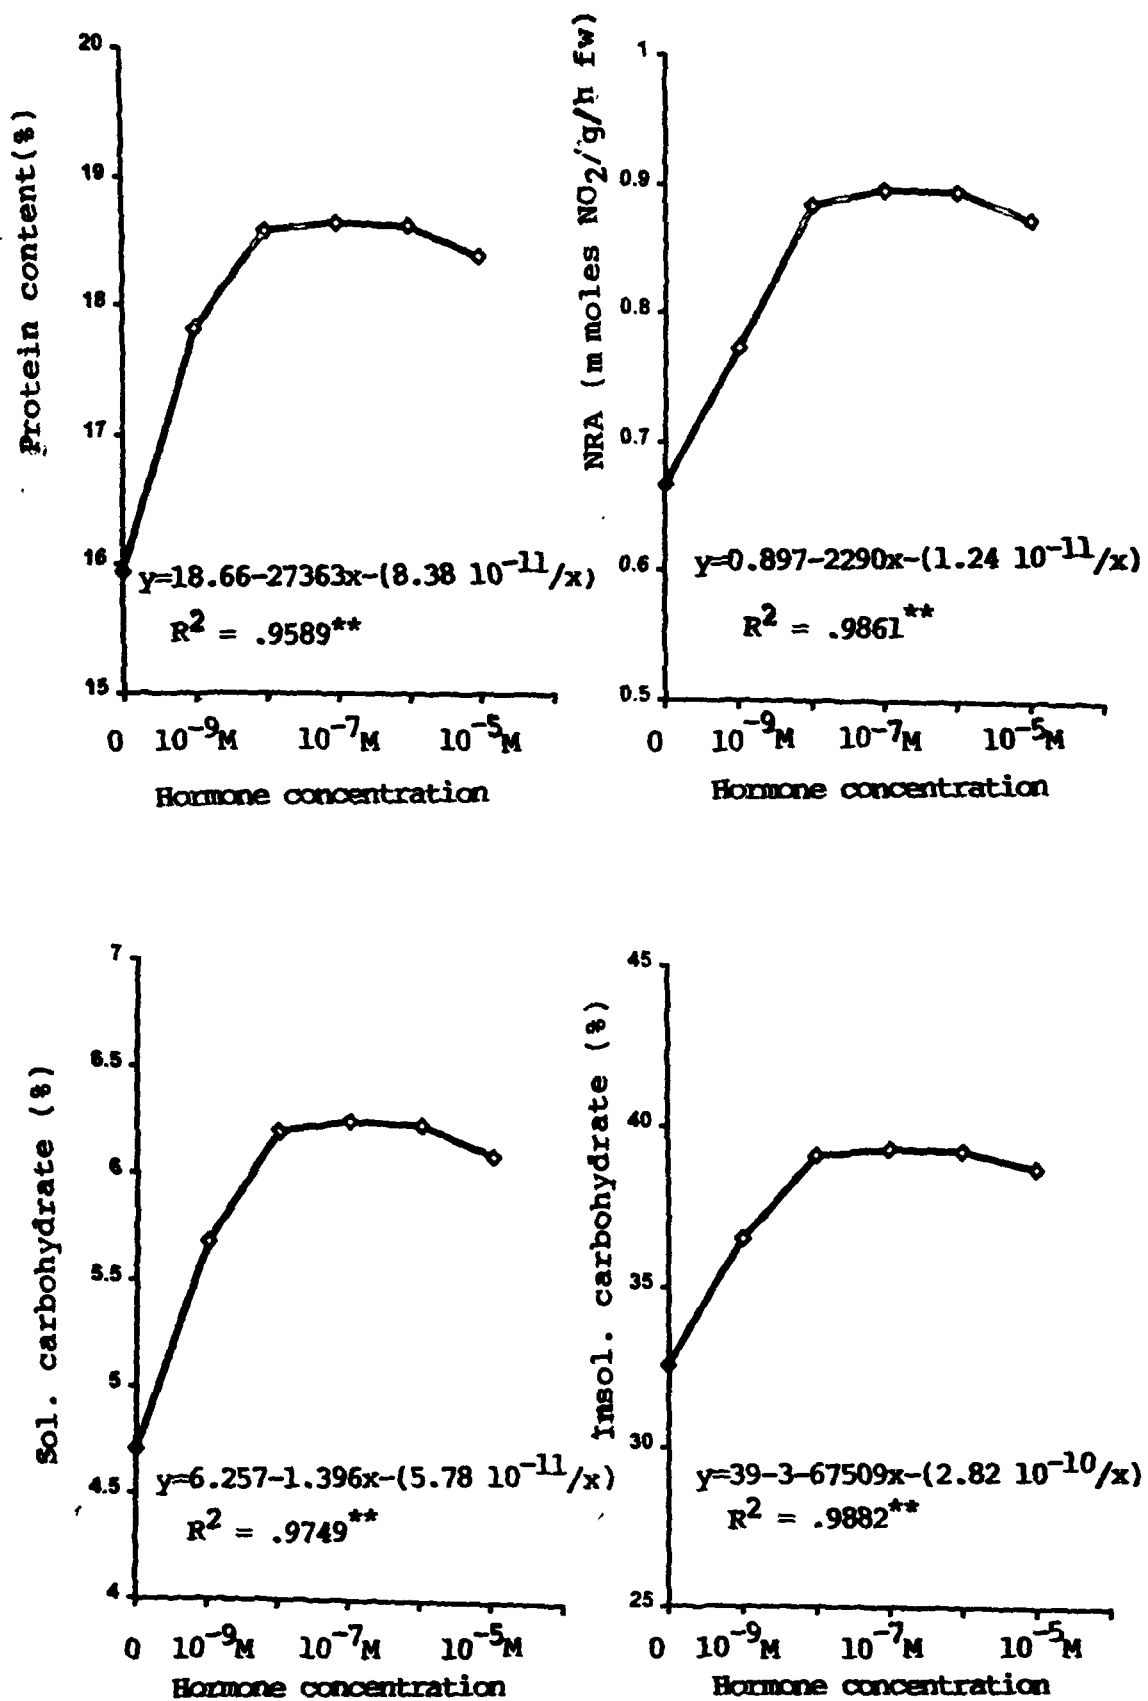 Protein content(%)
20
19
18
17
16
15
y=18.66-27363x-(8.38 10⁻¹¹/x)
R² = .9589**
0 10⁻⁹M 10⁻⁷M 10⁻⁵M
Hormone concentration
NRA (m moles NO₂/g/h fw)
1
0.9
0.8
0.7
0.6
0.5
y=0.897-2290x-(1.24 10⁻¹¹/x)
R² = .9861**
0 10⁻⁹M 10⁻⁷M 10⁻⁵M
Hormone concentration
Sol. carbohydrate (%)
7
6.5
6
5.5
5
4.5
4
y=6.257-1.396x-(5.78 10⁻¹¹/x)
R² = .9749**
0 10⁻⁹M 10⁻⁷M 10⁻⁵M
Hormone concentration
Insol. carbohydrate (%)
45
40
35
30
25
y=39-3-67509x-(2.82 10⁻¹⁰/x)
R² = .9882**
0 10⁻⁹M 10⁻⁷M 10⁻⁵M
Hormone concentration